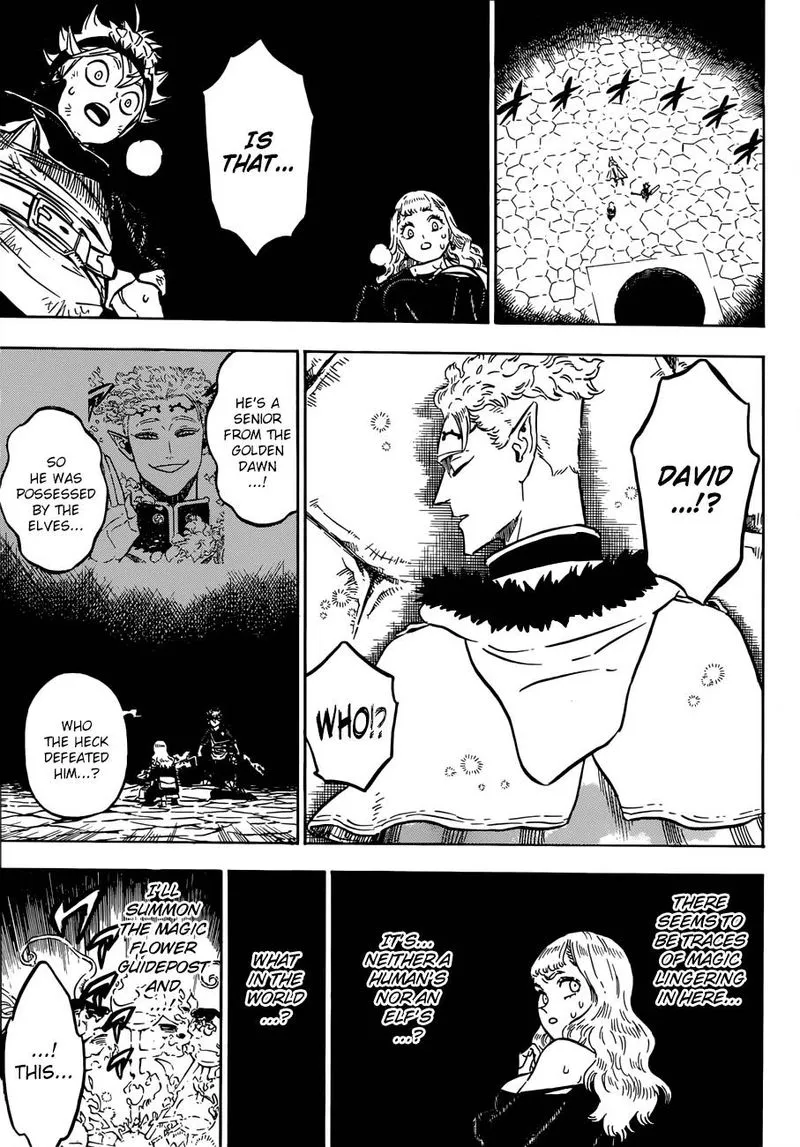 IS
THAT...
DAVID
...!?
WHO!?
HE'S A
SENIOR
FROM THE
GOLDEN
DAWN
...!
SO
HE WAS
POSSESSED
BY THE
ELVES...
WHO
THE HECK
DEFEATED
HIM...?
THERE
SEEMS TO
BE TRACES
OF MAGIC
LINGERING
IN HERE...
IT'S...
NEITHER A
HUMAN'S
NOR AN
ELF'S
...?
WHAT
IN THE
WORLD
...?
I'LL
SUMMON
THE MAGIC
FLOWER
GUIDEPOST
AND...
...!
THIS...